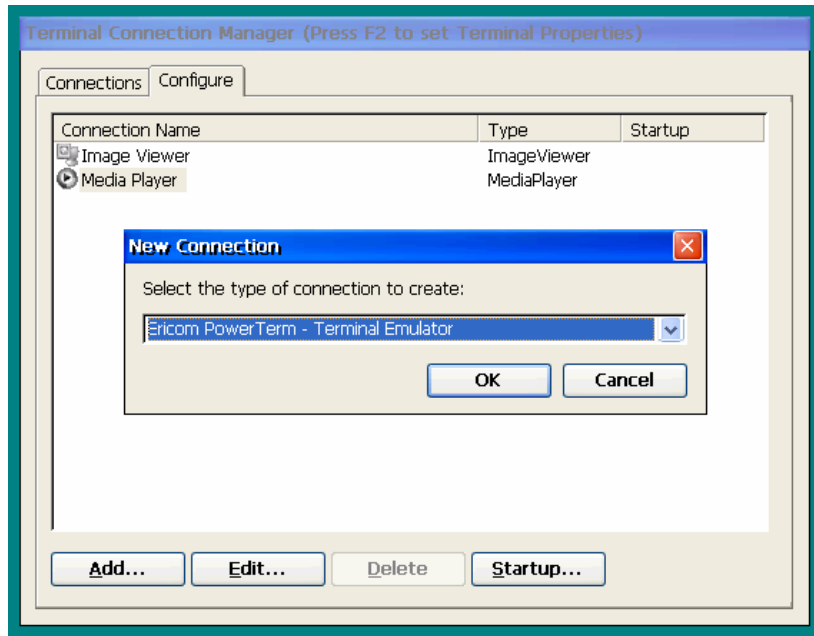 Terminal Connection Manager (Press F2 to set Terminal Properties)
Connections Configure
Connection Name Type Startup
Image Viewer ImageViewer
Media Player MediaPlayer
New Connection
Select the type of connection to create:
Ericom PowerTerm - Terminal Emulator
OK Cancel
Add... Edit... Delete Startup...